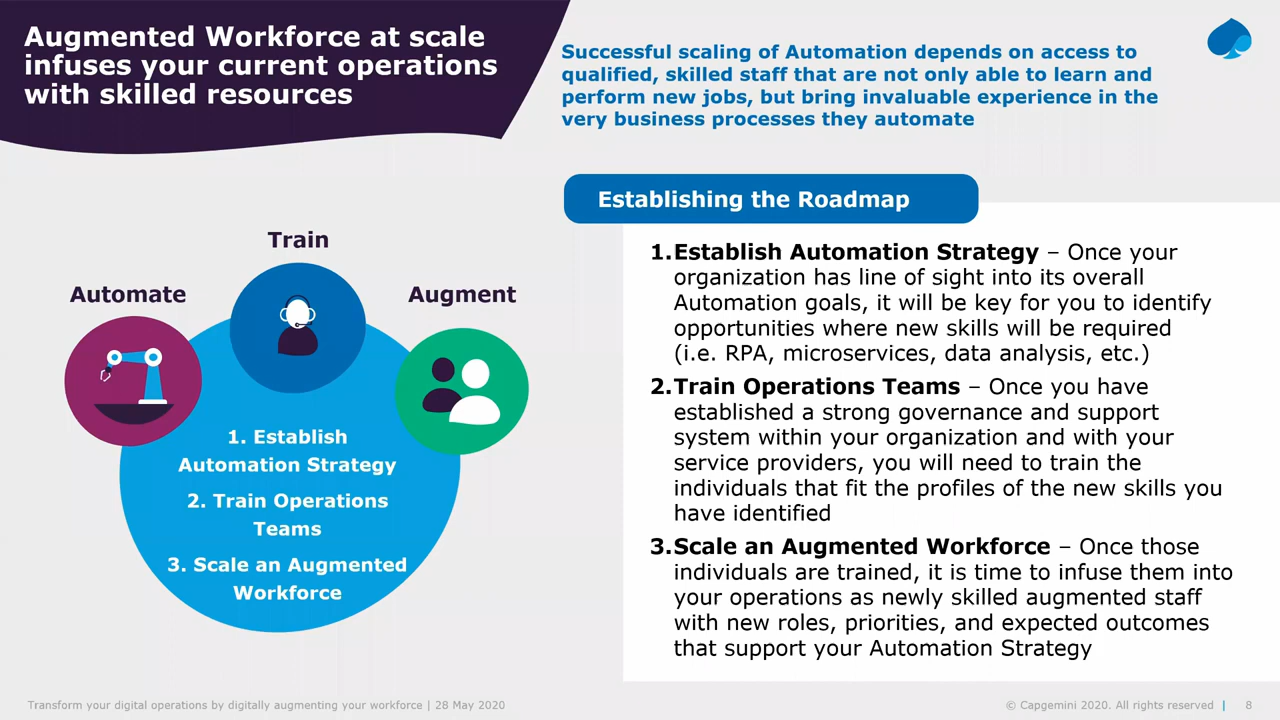 Augmented Workforce at scale
infuses your current operations
with skilled resources
Successful scaling of Automation depends on access to
qualified, skilled staff that are not only able to learn and
perform new jobs, but bring invaluable experience in the
very business processes they automate
Establishing the Roadmap
Train
Automate
Augment
1. Establish
Automation Strategy
2. Train Operations
Teams
3. Scale an Augmented
Workforce
1.Establish Automation Strategy – Once your
organization has line of sight into its overall
Automation goals, it will be key for you to identify
opportunities where new skills will be required
(i.e. RPA, microservices, data analysis, etc.)
2.Train Operations Teams – Once you have
established a strong governance and support
system within your organization and with your
service providers, you will need to train the
individuals that fit the profiles of the new skills you
have identified
3.Scale an Augmented Workforce – Once those
individuals are trained, it is time to infuse them into
your operations as newly skilled augmented staff
with new roles, priorities, and expected outcomes
that support your Automation Strategy
Transform your digital operations by digitally augmenting your workforce | 28 May 2020
© Capgemini 2020. All rights reserved | 8